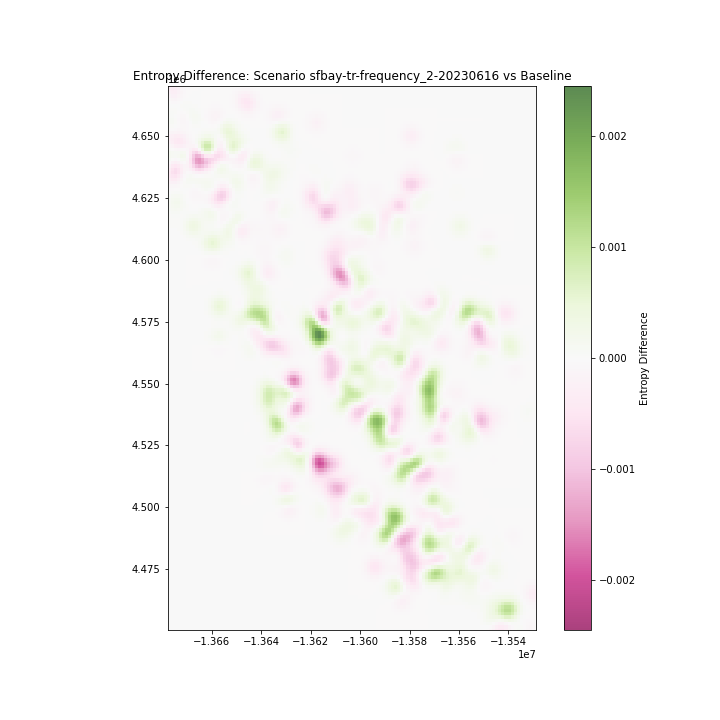 Entropy Difference: Scenario sfbay-tr-frequency_2-20230616 vs Baseline
1e6
4.650
4.625
4.600
4.575
4.550
4.525
4.500
4.475
−1.366 −1.364 −1.362 −1.360 −1.358 −1.356 −1.354
1e7
0.002
0.001
0.000
−0.001
−0.002
Entropy Difference